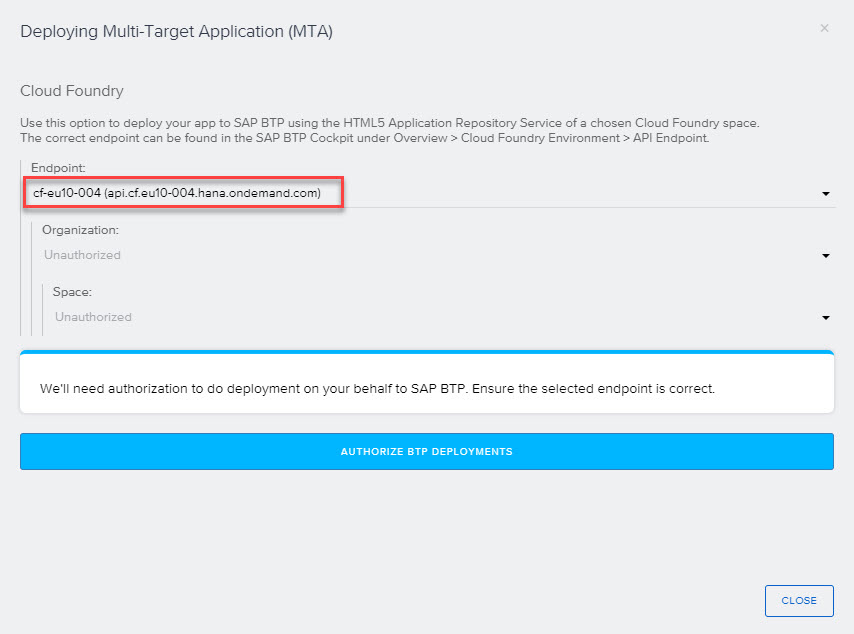 Deploying Multi-Target Application (MTA)
×
Cloud Foundry
Use this option to deploy your app to SAP BTP using the HTML5 Application Repository Service of a chosen Cloud Foundry space.
The correct endpoint can be found in the SAP BTP Cockpit under Overview > Cloud Foundry Environment > API Endpoint.
Endpoint:
cf-eu10-004 (api.cf.eu10-004.hana.ondemand.com)
Organization:
Unauthorized
Space:
Unauthorized
We'll need authorization to do deployment on your behalf to SAP BTP. Ensure the selected endpoint is correct.
AUTHORIZE BTP DEPLOYMENTS
CLOSE